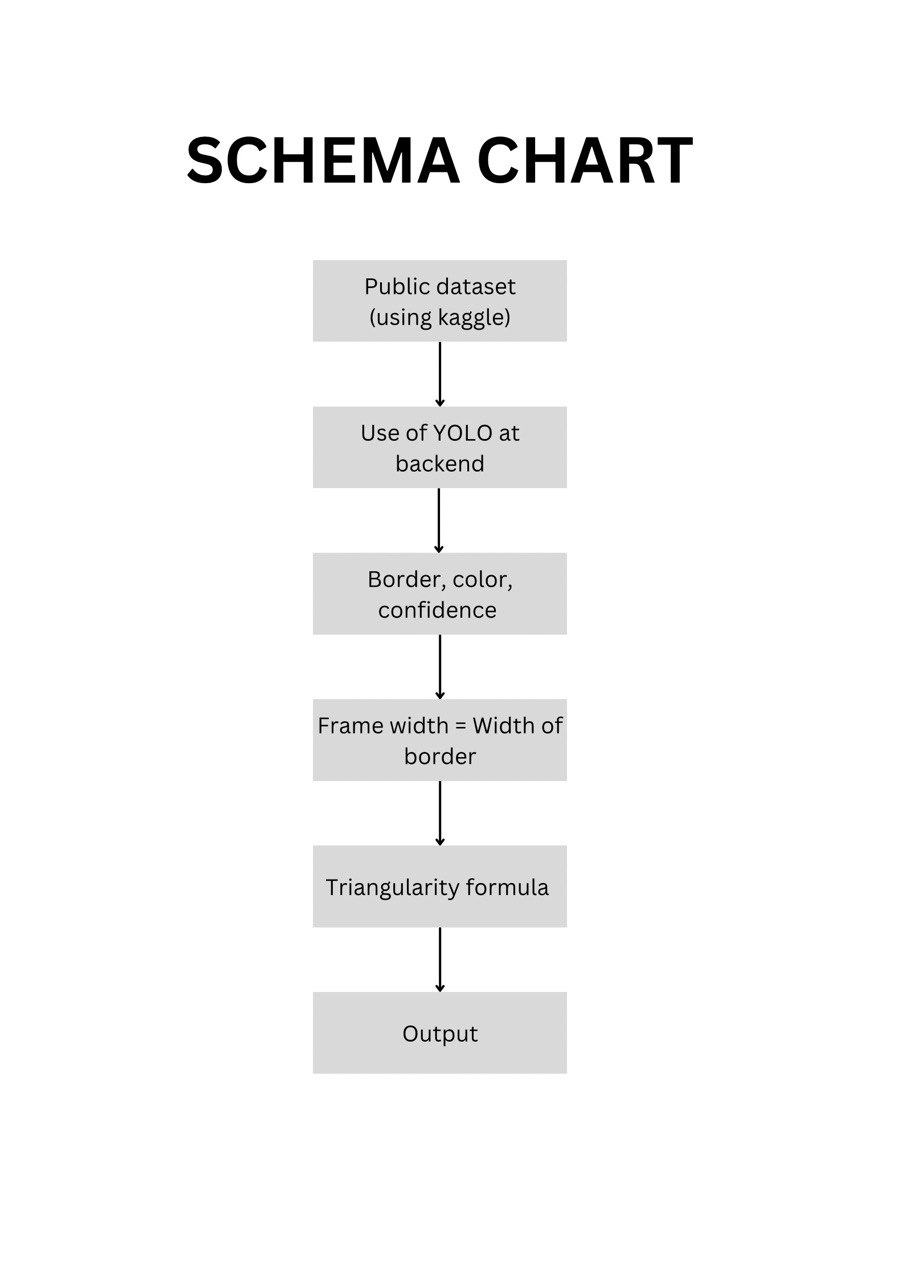 SCHEMA CHART
Public dataset
(using kaggle)
Use of YOLO at
backend
Border, color,
confidence
Frame width = Width of
border
Triangularity formula
Output